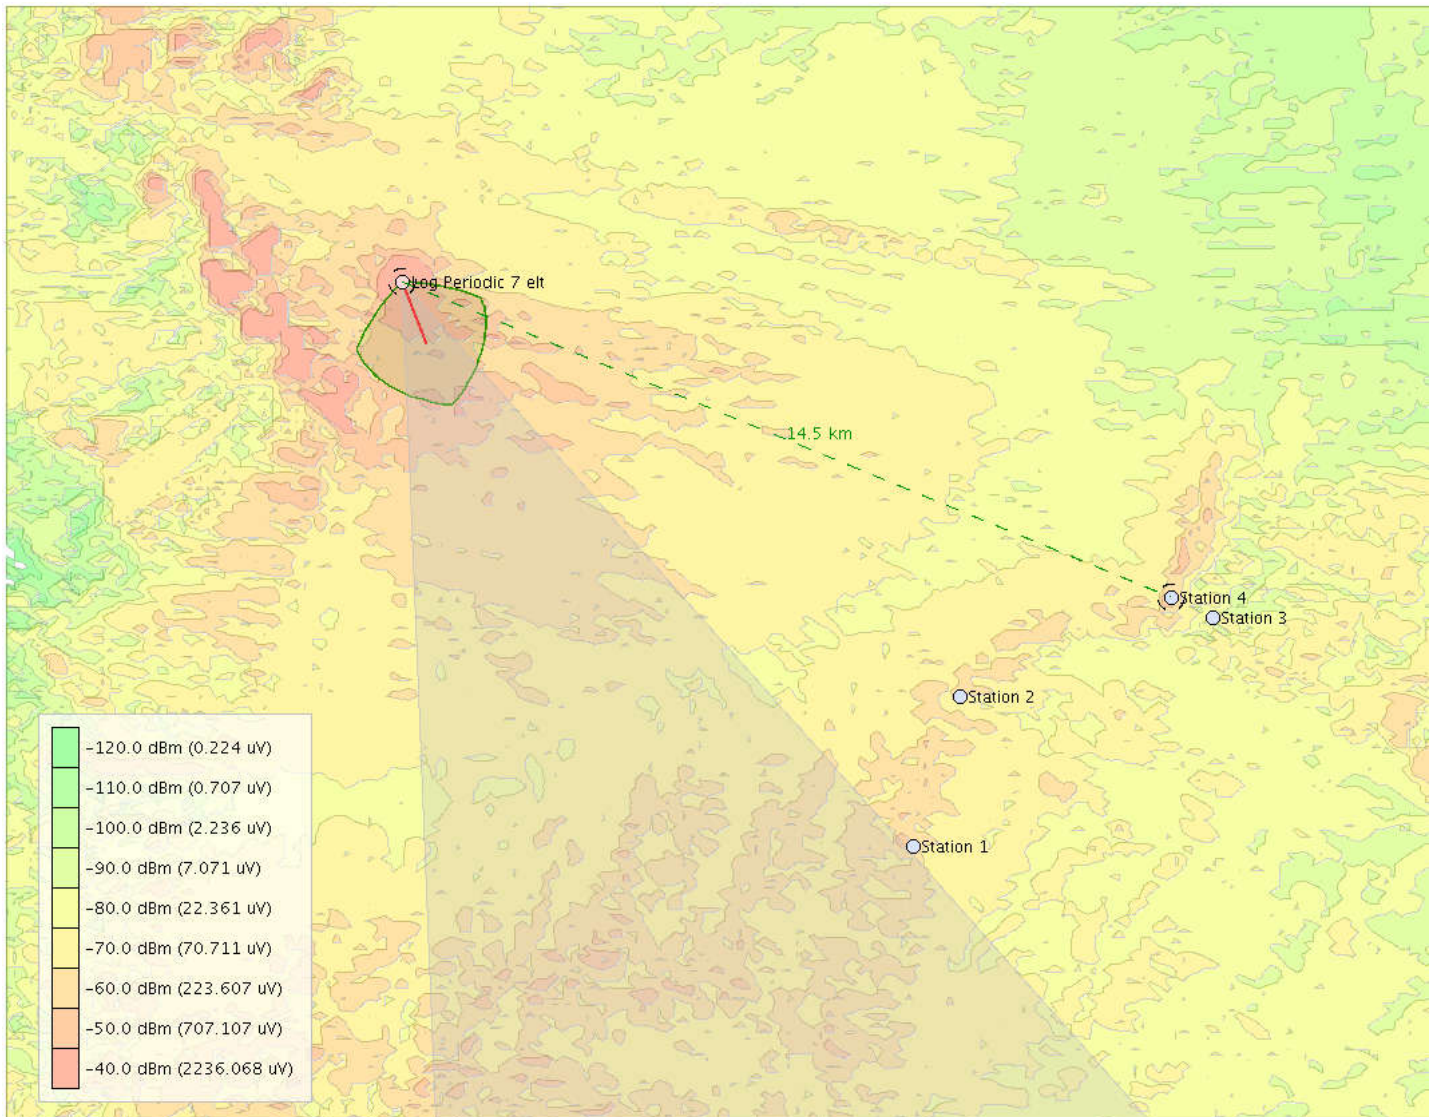 Log Periodic 7 elt
14.5 km
Station 4
Station 3
Station 2
Station 1
-120.0 dBm (0.224 uV)
-110.0 dBm (0.707 uV)
-100.0 dBm (2.236 uV)
-90.0 dBm (7.071 uV)
-80.0 dBm (22.361 uV)
-70.0 dBm (70.711 uV)
-60.0 dBm (223.607 uV)
-50.0 dBm (707.107 uV)
-40.0 dBm (2236.068 uV)